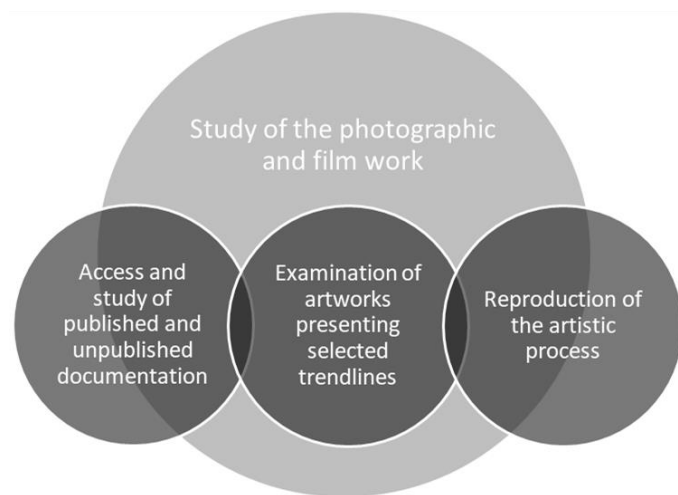 Study of the photographic
and film work
Access and
study of
published and
unpublished
documentation
Examination of
artworks
presenting
selected
trendlines
Reproduction of
the artistic
process